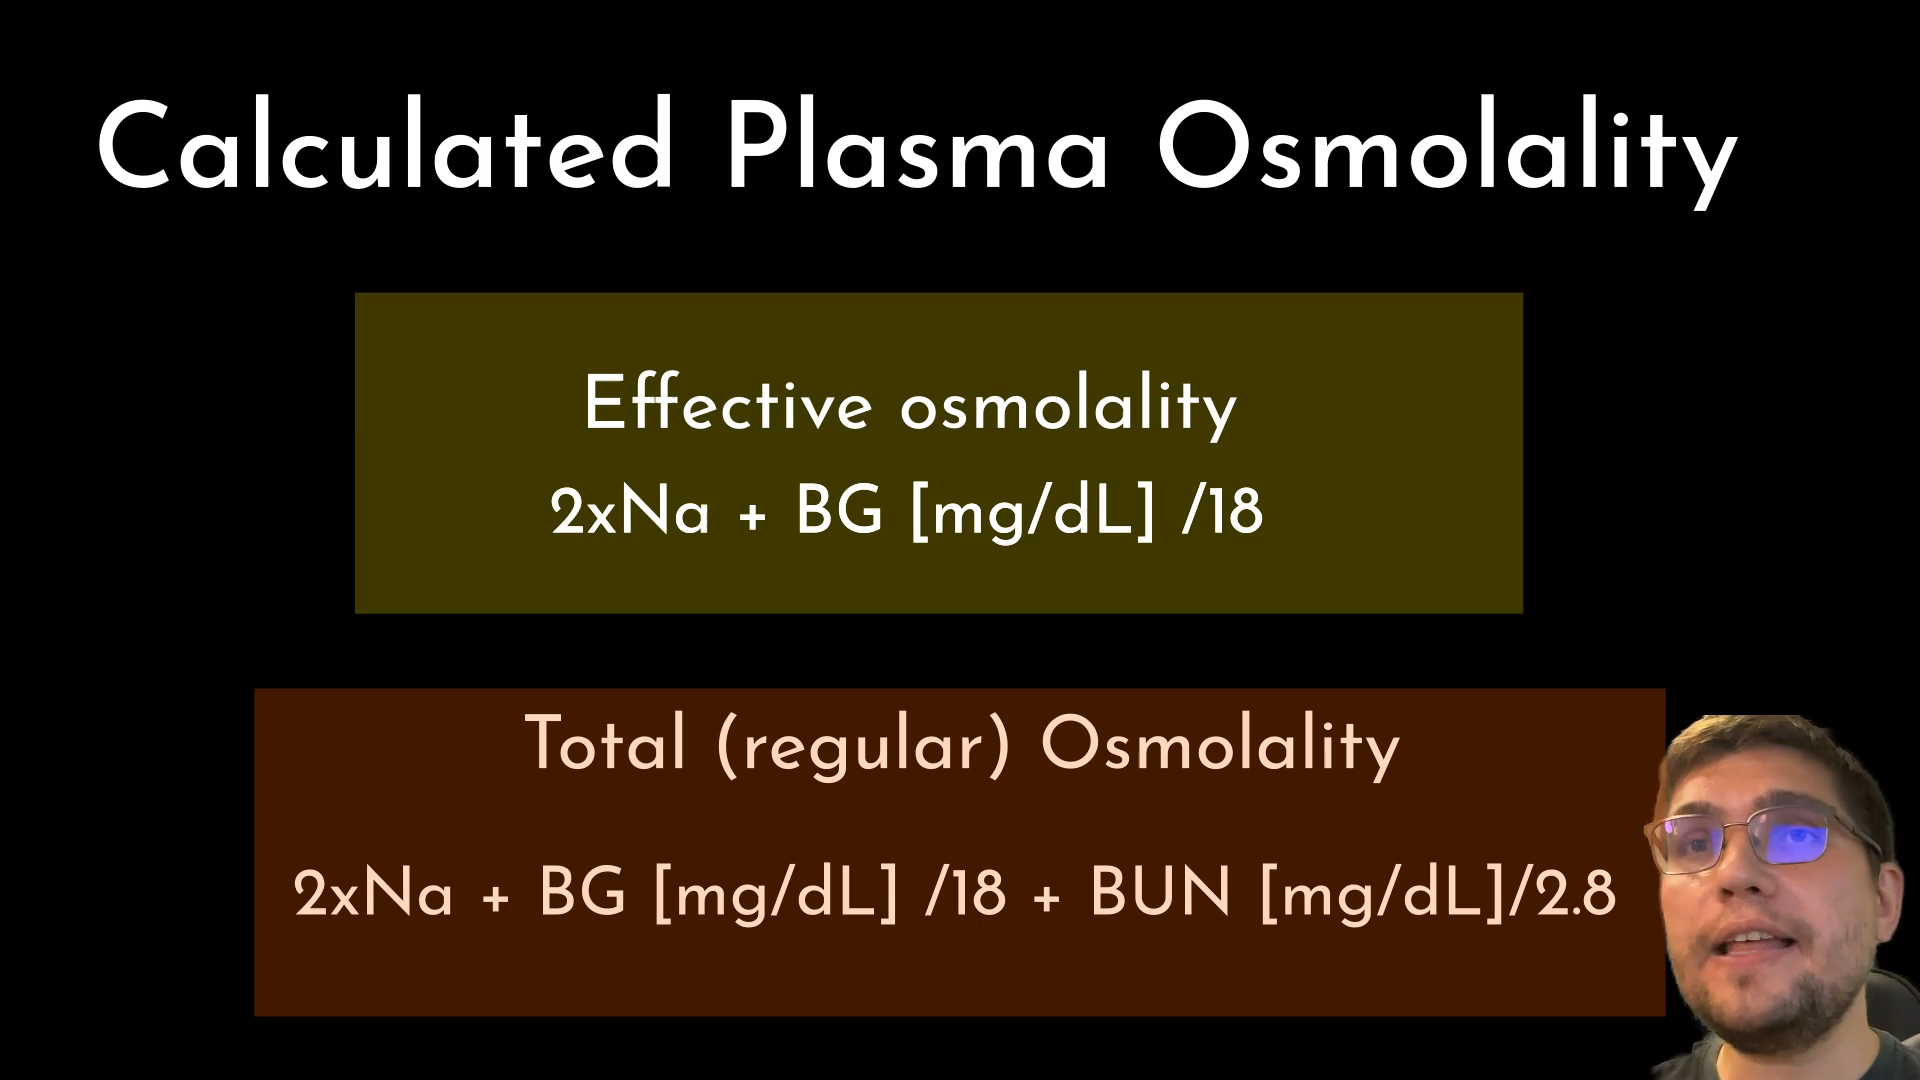 Calculated Plasma Osmolality
Effective osmolality
2xNa + BG [mg/dL] /18
Total (regular) Osmolality
2xNa + BG [mg/dL] /18 + BUN [mg/dL]/2.8